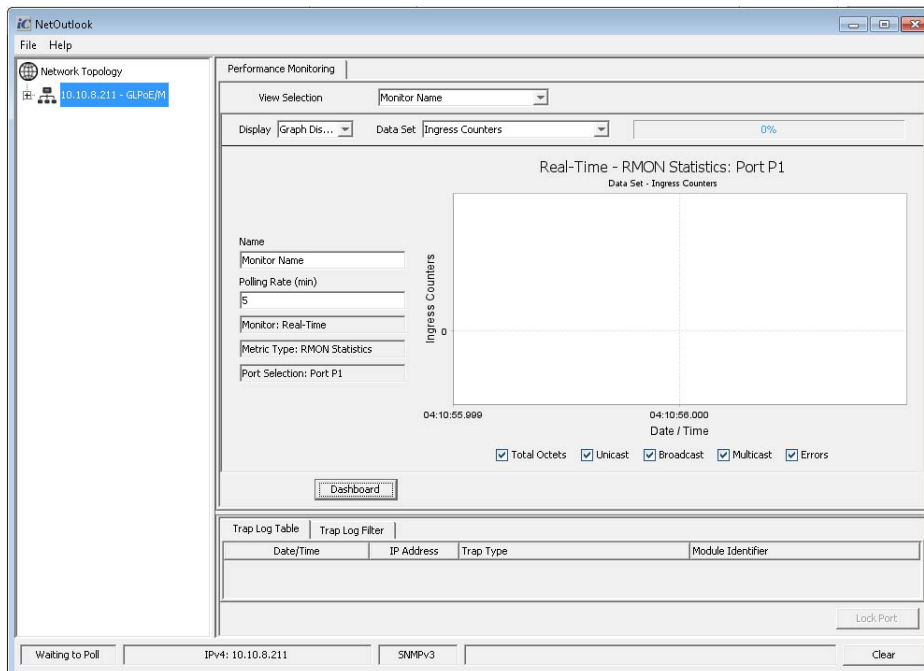 iC NetOutlook
File Help
Network Topology
10.10.8.211 - GLPoE/M
Performance Monitoring
View Selection Monitor Name
Display Graph Dis... Data Set Ingress Counters 0%
Real-Time - RMON Statistics: Port P1
Data Set - Ingress Counters
Name
Monitor Name
Polling Rate (min)
5
Monitor: Real-Time
Metric Type: RMON Statistics
Port Selection: Port P1
Ingress Counters
0
04:10:55.999 04:10:56.000
Date / Time
Total Octets Unicast Broadcast Multicast Errors
Dashboard
Trap Log Table Trap Log Filter
Date/Time IP Address Trap Type Module Identifier
Lock Port
Waiting to Poll IPv4: 10.10.8.211 SNMPv3 Clear